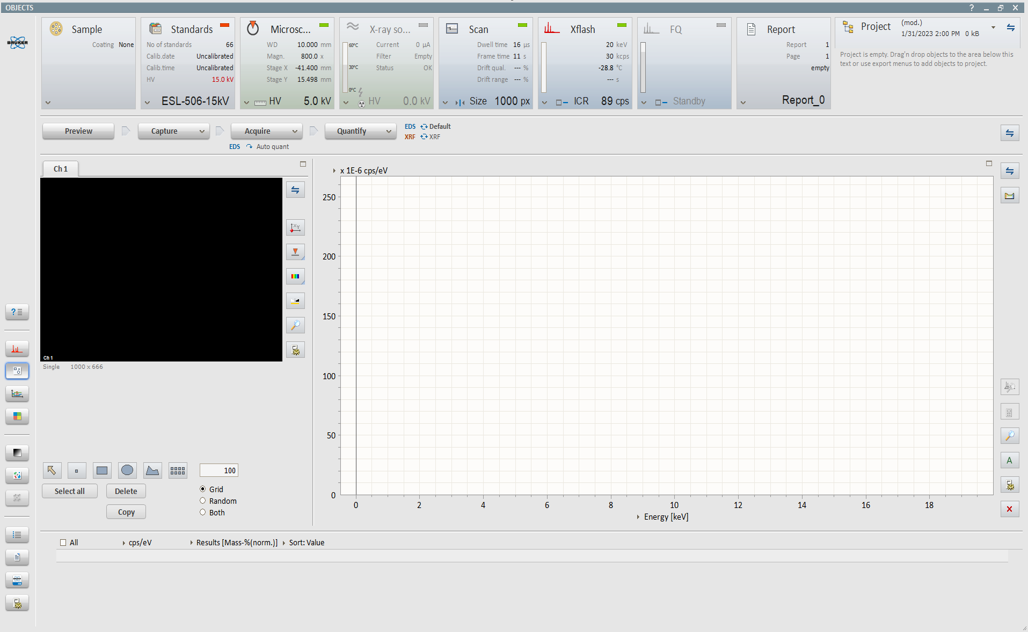 OBJECTS
Sample
Coating None
Standards
No of standards 66
Calib.date Uncalibrated
Calib.time Uncalibrated
HV 15.0 kV
ESL-506-15kV
Microsc...
WD 10.000 mm
Magn. 800.0 x
Stage X -41.400 mm
Stage Y 15.498 mm
HV 5.0 kV
X-ray so...
Current 0 µA
Filter Empty
Status OK
HV 0.0 kV
Scan
Dwell time 16 µs
Frame time 11 s
Drift qual. --- %
Drift range --- %
Size 1000 px
Xflash
20 keV
30 kcps
-28.8 °C
--- s
ICR 89 cps
FQ
Standby
Report
Report 1
Page 1
empty
Report_0
Project
(mod.)
1/31/2023 2:00 PM 0 kB
Project is empty. Drag'n drop objects to the area below this
text or use export menus to add objects to project.
Preview
Capture
Acquire
Quantify
EDS Default
XRF XRF
EDS Auto quant
Ch 1
x 1E-6 cps/eV
250
200
150
100
50
0
0 2 4 6 8 10 12 14 16 18
Energy [keV]
Ch 1
Single 1000 x 666
100
Select all
Delete
Copy
Grid
Random
Both
All
cps/eV
Results [Mass-%(norm.)]
Sort: Value